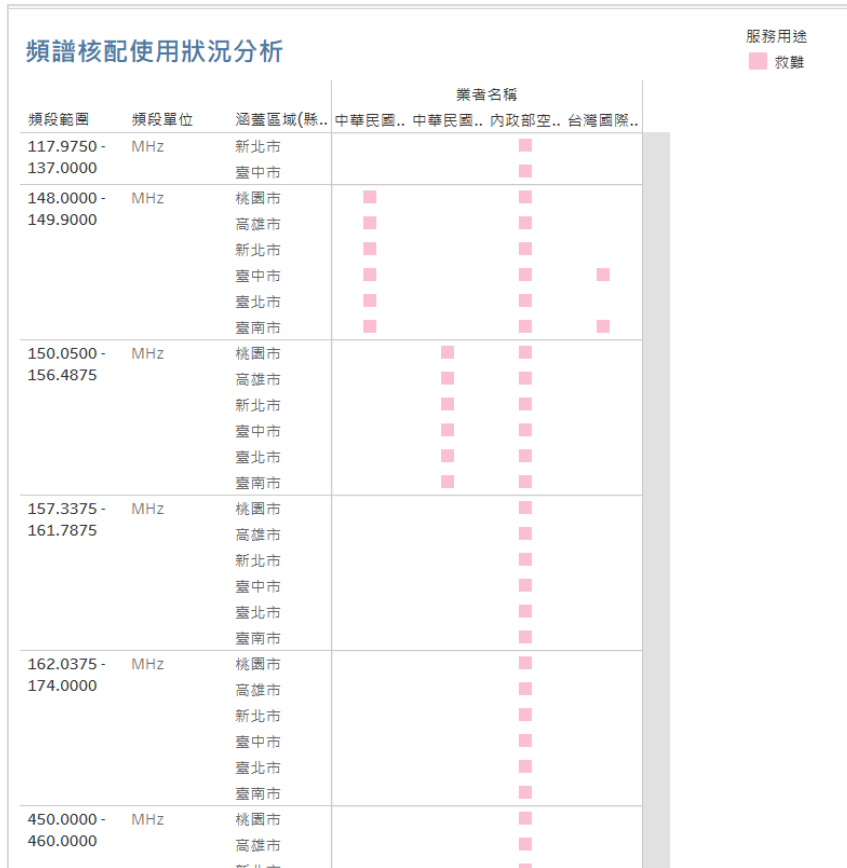 頻譜核配使用狀況分析
服務用途
救難
業者名稱
頻段範圍 頻段單位 涵蓋區域(縣.. 中華民國.. 中華民國.. 內政部空.. 台灣國際..
117.9750 - MHz 新北市
137.0000 臺中市
148.0000 - MHz 桃園市
149.9000 高雄市
新北市
臺中市
臺北市
臺南市
150.0500 - MHz 桃園市
156.4875 高雄市
新北市
臺中市
臺北市
臺南市
157.3375 - MHz 桃園市
161.7875 高雄市
新北市
臺中市
臺北市
臺南市
162.0375 - MHz 桃園市
174.0000 高雄市
新北市
臺中市
臺北市
臺南市
450.0000 - MHz 桃園市
460.0000 高雄市